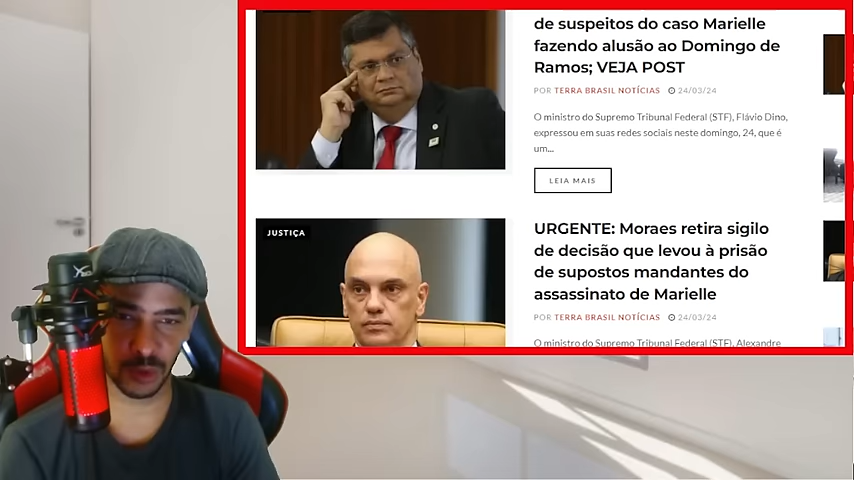 de suspeitos do caso Marielle
fazendo alusão ao Domingo de
Ramos; VEJA POST
POR TERRA BRASIL NOTÍCIAS 24/03/24
O ministro do Supremo Tribunal Federal (STF), Flávio Dino,
expressou em suas redes sociais neste domingo, 24, que é
um...
LEIA MAIS
JUSTIÇA
URGENTE: Moraes retira sigilo
de decisão que levou à prisão
de supostos mandantes do
assassinato de Marielle
POR TERRA BRASIL NOTÍCIAS 24/03/24
O ministro do Supremo Tribunal Federal (STF), Alexandre